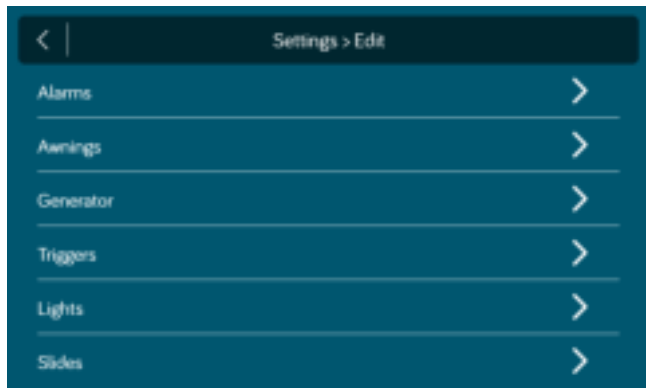 Settings > Edit
Alarms
Awnings
Generator
Triggers
Lights
Slides